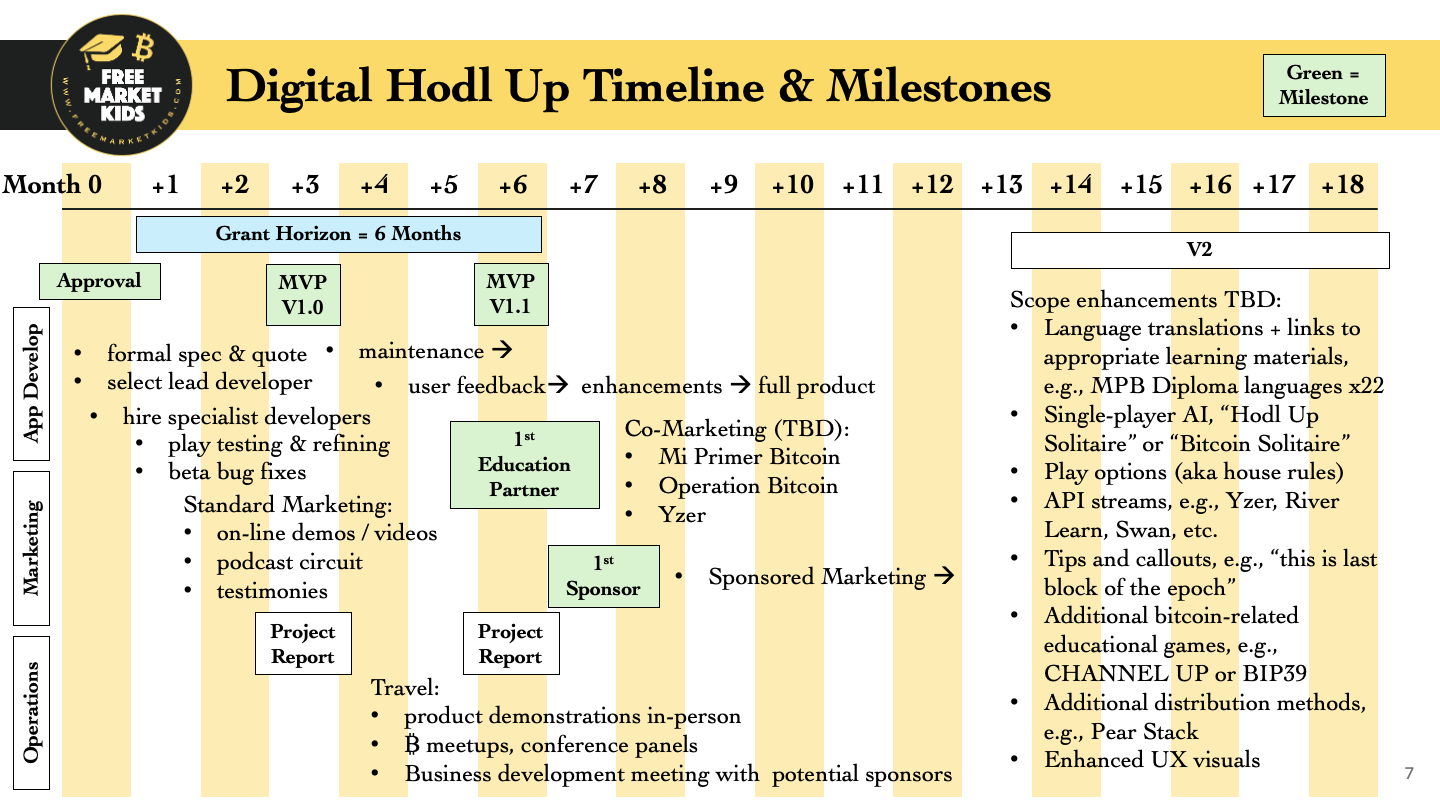 FREE
MARKET
KIDS
WWW.FREEMARKETKIDS.COM
Digital Hodl Up Timeline & Milestones
Green =
Milestone
Month 0 +1 +2 +3 +4 +5 +6 +7 +8 +9 +10 +11 +12 +13 +14 +15 +16 +17 +18
Grant Horizon = 6 Months
V2
Approval
MVP
V1.0
MVP
V1.1
App Develop
• formal spec & quote
• select lead developer
• hire specialist developers
• play testing & refining
• beta bug fixes
• maintenance →
• user feedback→ enhancements → full product
Marketing
Standard Marketing:
• on-line demos / videos
• podcast circuit
• testimonies
1st
Education
Partner
Co-Marketing (TBD):
• Mi Primer Bitcoin
• Operation Bitcoin
• Yzer
1st
Sponsor
• Sponsored Marketing →
Operations
Project
Report
Project
Report
Travel:
• product demonstrations in-person
• ₿ meetups, conference panels
• Business development meeting with potential sponsors
Scope enhancements TBD:
• Language translations + links to
appropriate learning materials,
e.g., MPB Diploma languages x22
• Single-player AI, “Hodl Up
Solitaire” or “Bitcoin Solitaire”
• Play options (aka house rules)
• API streams, e.g., Yzer, River
Learn, Swan, etc.
• Tips and callouts, e.g., “this is last
block of the epoch”
• Additional bitcoin-related
educational games, e.g.,
CHANNEL UP or BIP39
• Additional distribution methods,
e.g., Pear Stack
• Enhanced UX visuals
7